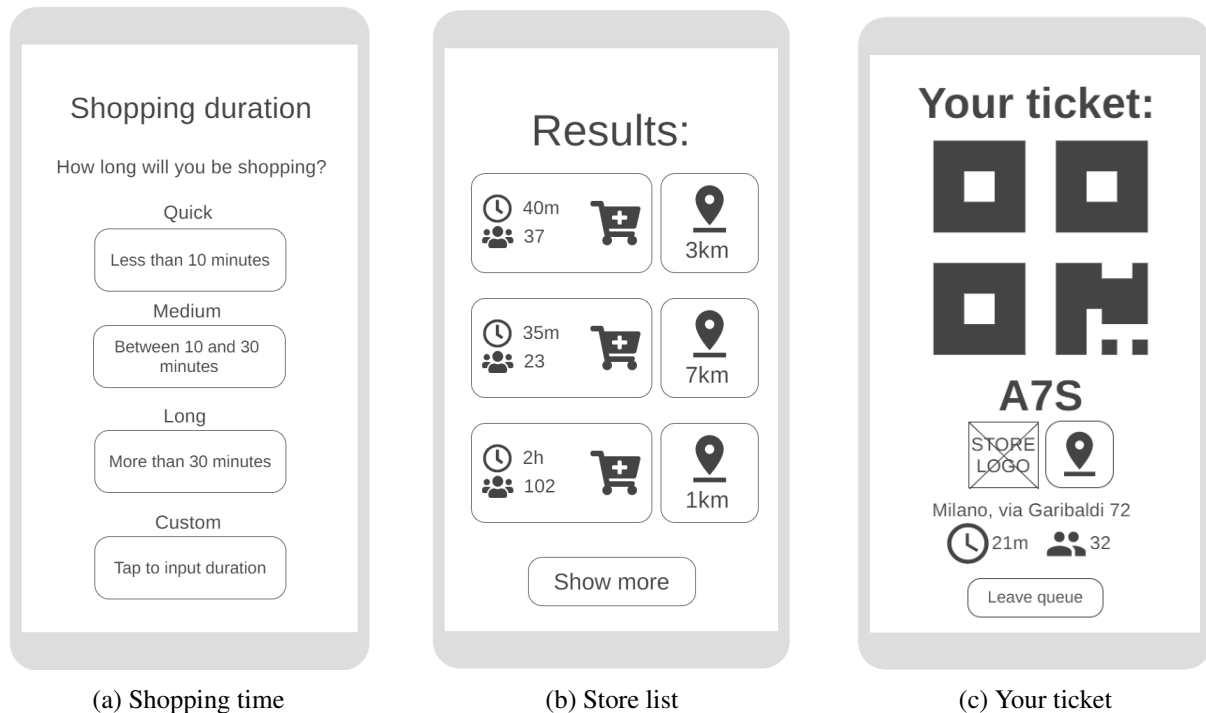 Shopping duration
How long will you be shopping?
Quick
Less than 10 minutes
Medium
Between 10 and 30
minutes
Long
More than 30 minutes
Custom
Tap to input duration
(a) Shopping time
Results:
40m
37
3km
35m
23
7km
2h
102
1km
Show more
(b) Store list
Your ticket:
A7S
STORE
LOGO
Milano, via Garibaldi 72
21m
32
Leave queue
(c) Your ticket